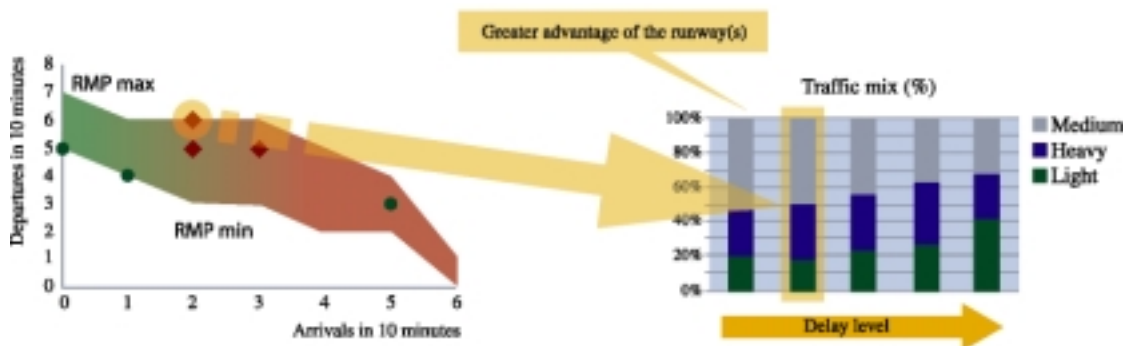 Greater advantage of the runway(s)
Departures in 10 minutes
8
7
6
5
4
3
2
1
0
RMP max
RMP min
0 1 2 3 4 5 6
Arrivals in 10 minutes
Traffic mix (%)
100%
80%
60%
40%
20%
0%
Medium
Heavy
Light
Delay level